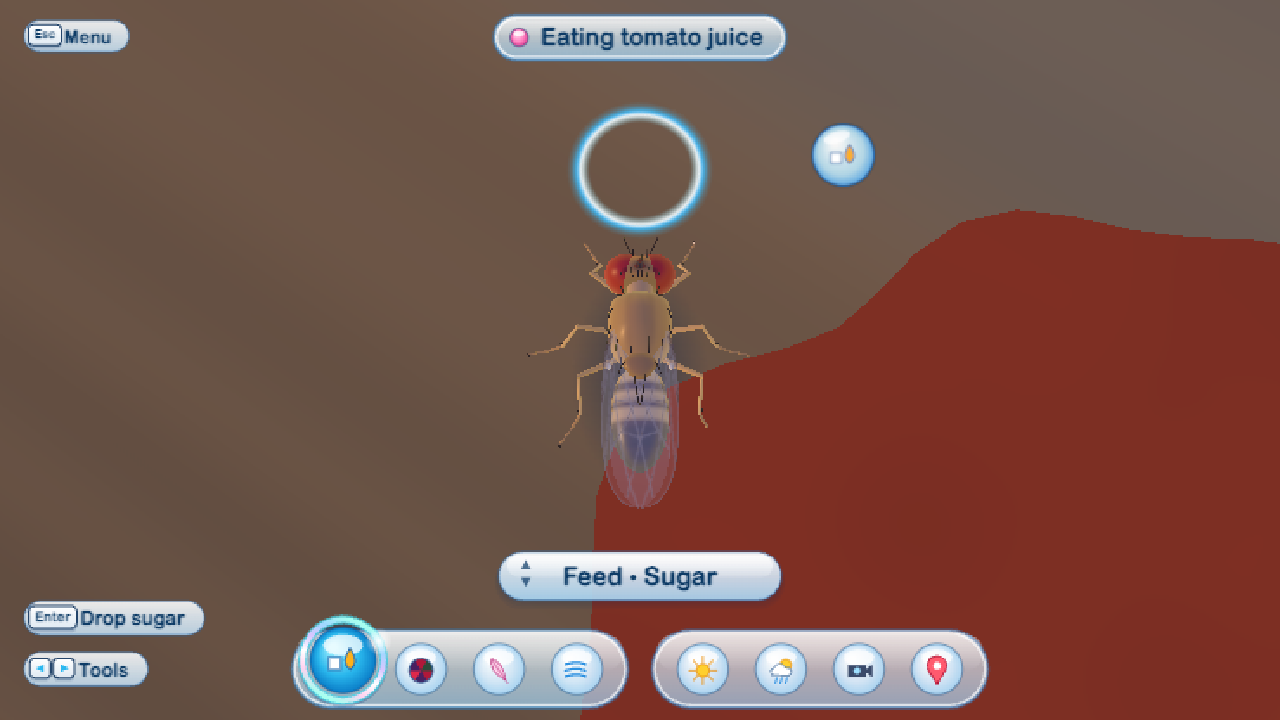 Esc Menu
Eating tomato juice
Feed • Sugar
Enter Drop sugar
Tools